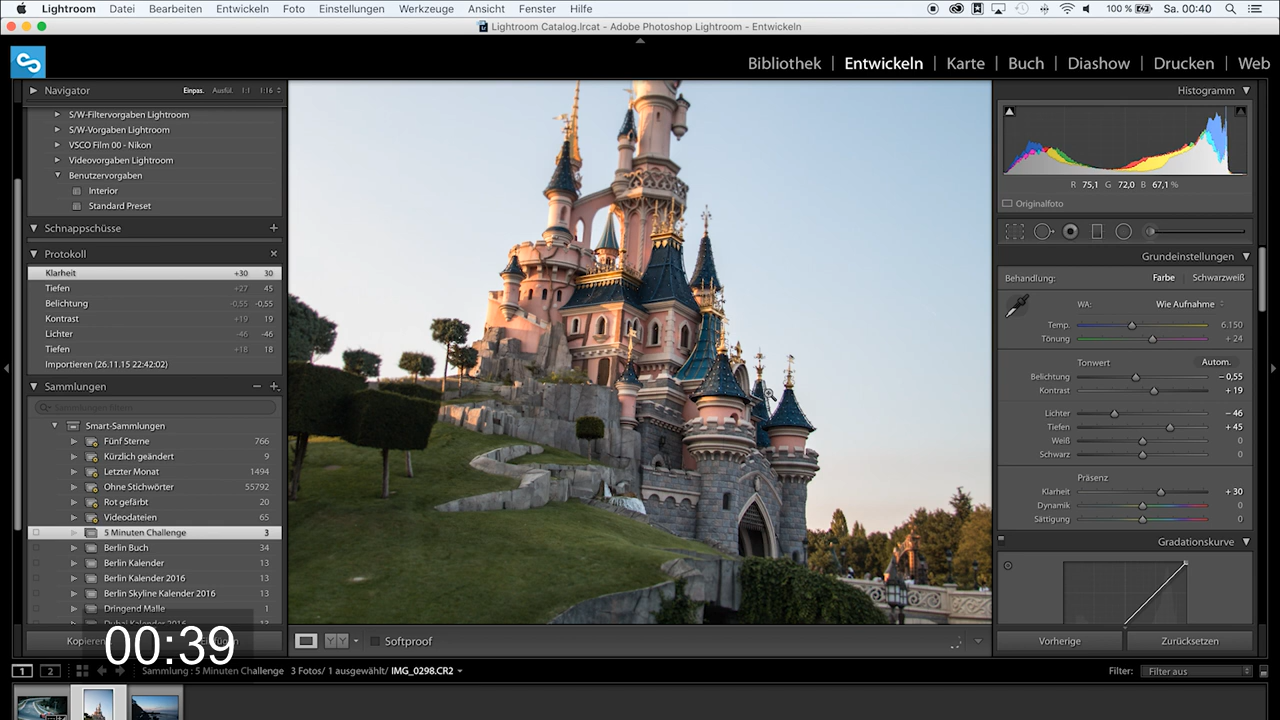 Lightroom Datei Bearbeiten Entwickeln Foto Einstellungen Werkzeuge Ansicht Fenster Hilfe 100 % Sa. 00:40
Lightroom Catalog.lrcat - Adobe Photoshop Lightroom - Entwickeln
Bibliothek | Entwickeln | Karte | Buch | Diashow | Drucken | Web
Navigator Einpas. Ausfül. 1:1 1:16
S/W-Filtervorgaben Lightroom
S/W-Vorgaben Lightroom
VSCO Film 00 - Nikon
Videovorgaben Lightroom
Benutzervorgaben
Interior
Standard Preset
Schnappschüsse +
Protokoll ×
Klarheit +30 30
Tiefen +27 45
Belichtung -0,55 -0,55
Kontrast +19 19
Lichter -46 -46
Tiefen +18 18
Importieren (26.11.15 22:42:02)
Sammlungen − +
Sammlungen filtern
Smart-Sammlungen
Fünf Sterne 766
Kürzlich geändert 9
Letzter Monat 1494
Ohne Stichwörter 55792
Rot gefärbt 20
Videodateien 65
5 Minuten Challenge 3
Berlin Buch 34
Berlin Kalender 13
Berlin Kalender 2016 13
Berlin Skyline Kalender 2016 13
Dringend Malle 1
Dubai Kalender 2016 13
00:39
Histogramm
R 75,1 G 72,0 B 67,1 %
Originalfoto
Grundeinstellungen
Behandlung: Farbe Schwarzweiß
WA: Wie Aufnahme
Temp. 6.150
Tönung + 24
Tonwert Autom.
Belichtung − 0,55
Kontrast + 19
Lichter − 46
Tiefen + 45
Weiß 0
Schwarz 0
Präsenz
Klarheit + 30
Dynamik 0
Sättigung 0
Gradationskurve
Vorherige Zurücksetzen
YY Softproof
1 2 Sammlung : 5 Minuten Challenge 3 Fotos/ 1 ausgewählt/ IMG_0298.CR2 Filter: Filter aus